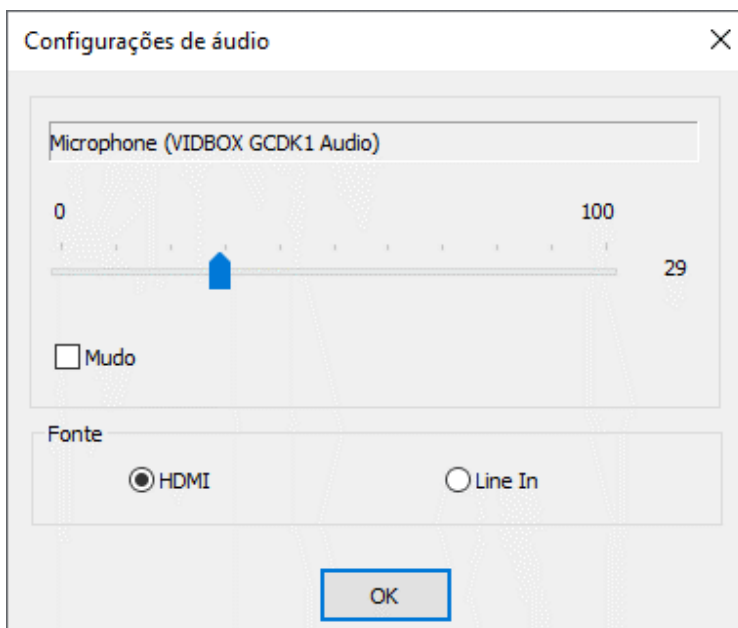 Configurações de áudio
Microphone (VIDBOX GCDK1 Audio)
0 100
29
Mudo
Fonte
HDMI Line In
OK